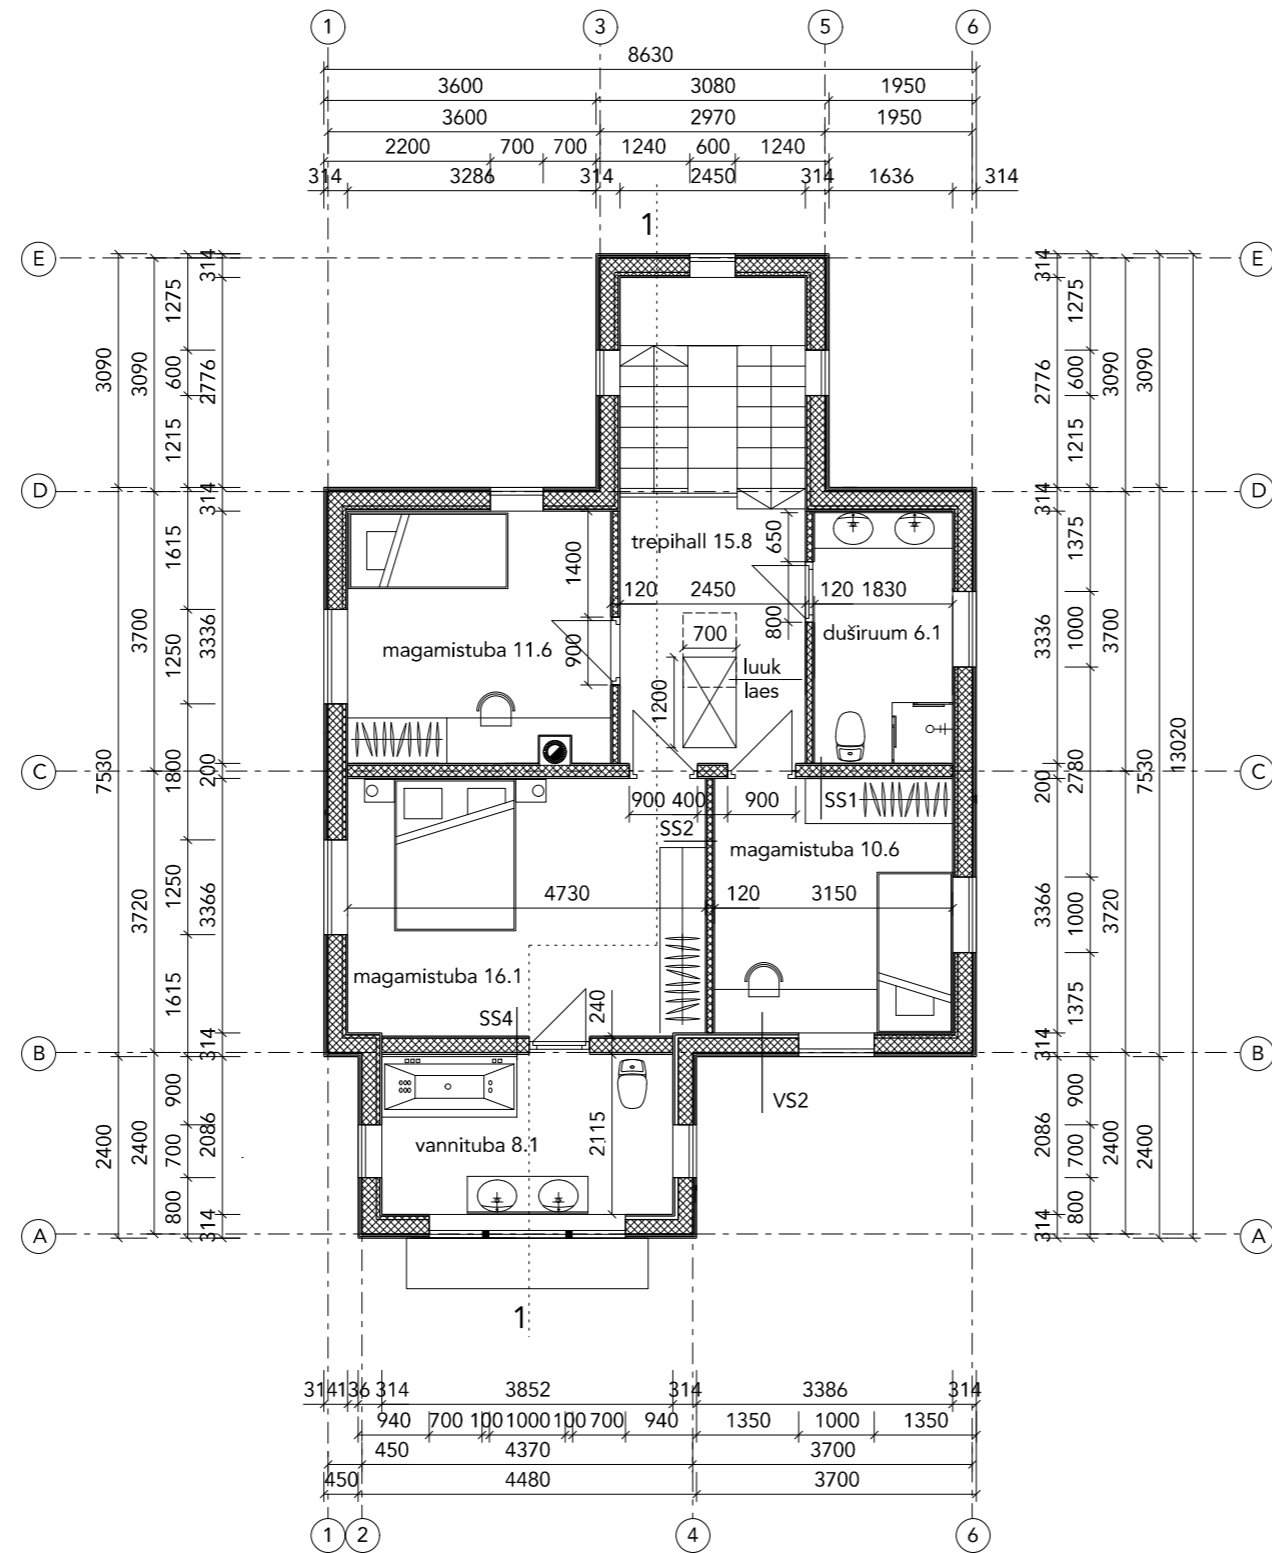 1 3 5 6
8630
3600 3080 1950
3600 2970 1950
2200 700 700 1240 600 1240
314 3286 314 2450 314 1636 314
1
E E
314 314
1275 1275
3090 3090 600 2776 2776 600 3090 3090
1215 1215
D D
314 314
1615 1375
trepihall 15.8
650
1400
120 2450 120 1830
800
3700 1250 3336 3336 1000 3700
magamistuba 11.6
900
700
duširuum 6.1
luuk
laes
1200
7530 1800 2780 7530 13020
C C
200 200
900 400 900
SS1
SS2
magamistuba 10.6
3720 1250 3366 3366 1000 3720
4730 120 3150
magamistuba 16.1
1615 1375
240
SS4
314 314
B B
VS2
900 900
2400 2400 700 2086 2086 700 2400 2400
vannituba 8.1
2115
800 800
314 314
A A
1
314 136 314 3852 314 3386 314
940 700 100 1000 100 700 940 1350 1000 1350
450 4370 3700
450 4480 3700
1 2 4 6